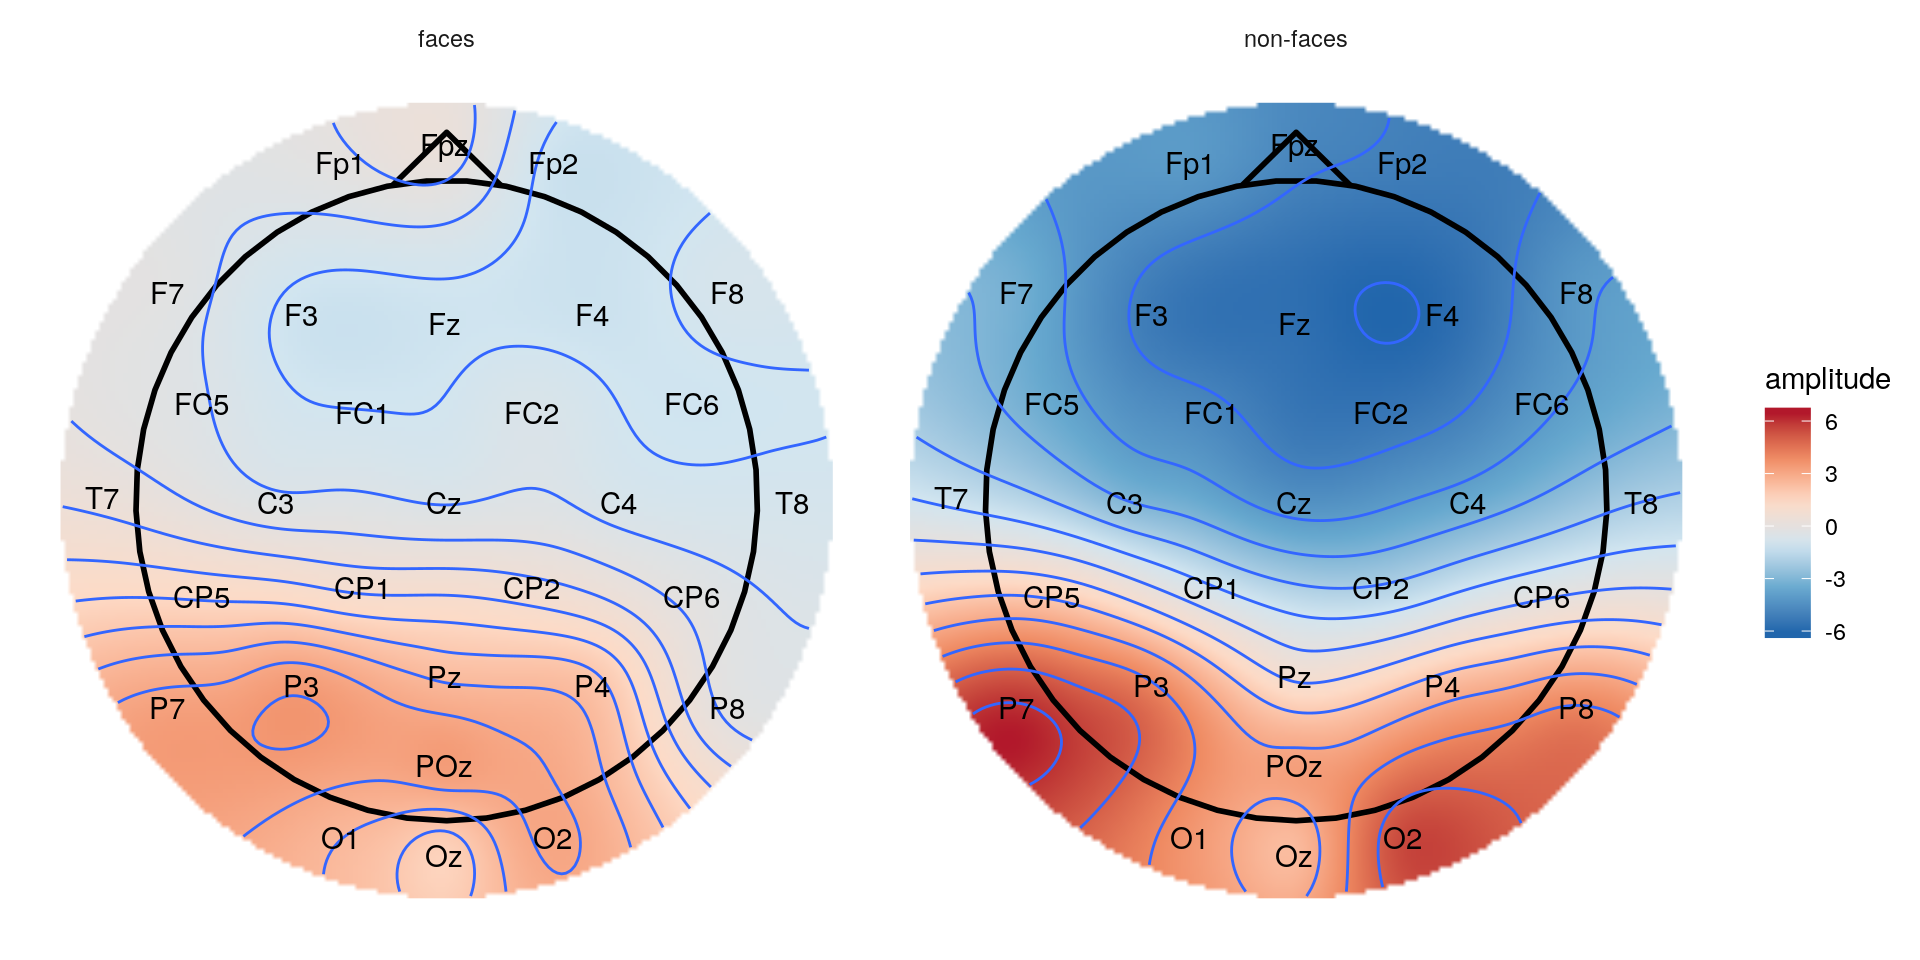 faces
Fpz
Fp1
Fp2
F7
F3
Fz
F4
F8
FC5
FC1
FC2
FC6
T7
C3
Cz
C4
T8
CP5
CP1
CP2
CP6
P7
P3
Pz
P4
P8
POz
O1
Oz
O2
non-faces
Fpz
Fp1
Fp2
F7
F3
Fz
F4
F8
FC5
FC1
FC2
FC6
T7
C3
Cz
C4
T8
CP5
CP1
CP2
CP6
P7
P3
Pz
P4
P8
POz
O1
Oz
O2
amplitude
6
3
0
-3
-6